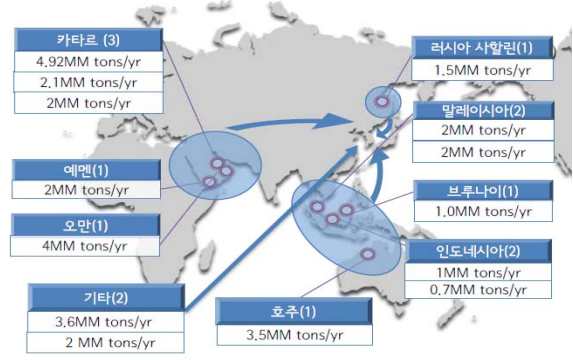 카타르 (3)
4.92MM tons/yr
2.1MM tons/yr
2MM tons/yr
예멘(1)
2MM tons/yr
오만(1)
4MM tons/yr
기타(2)
3.6MM tons/yr
2 MM tons/yr
호주(1)
3.5MM tons/yr
러시아 사할린(1)
1.5MM tons/yr
말레이시아(2)
2MM tons/yr
2MM tons/yr
브루나이(1)
1.0MM tons/yr
인도네시아(2)
1MM tons/yr
0.7MM tons/yr